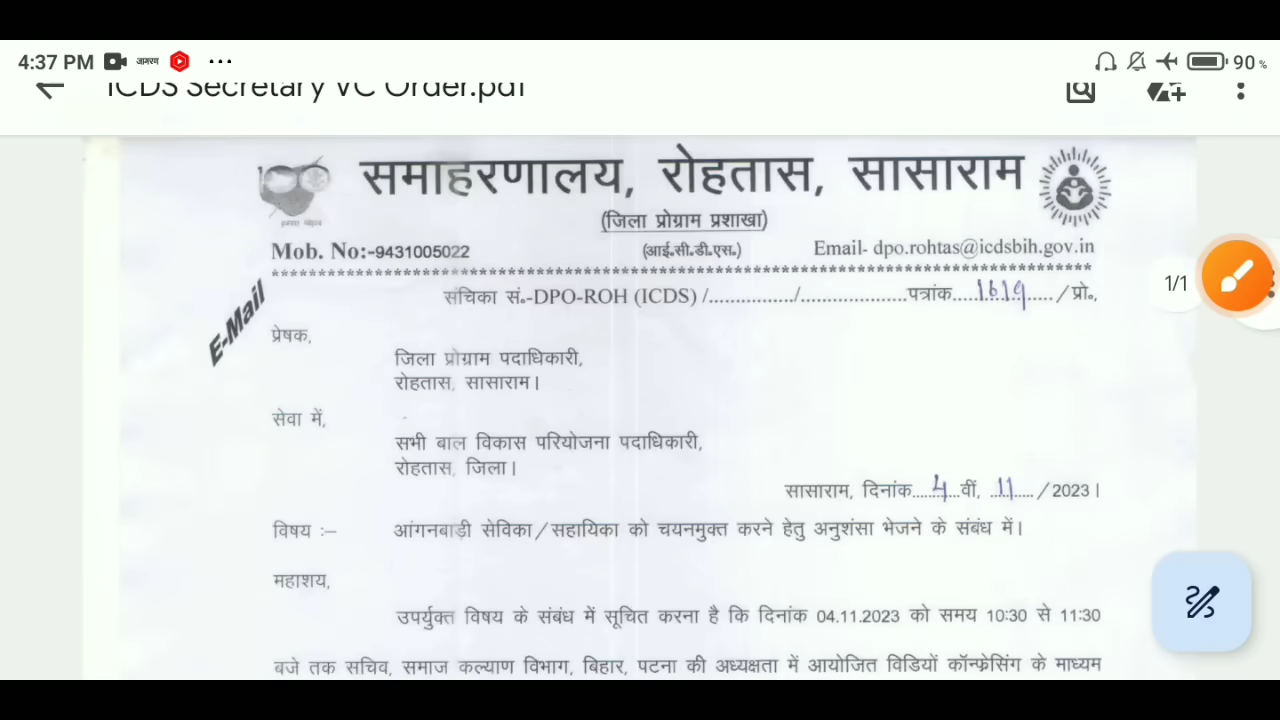 4:37 PM जागरण ... 90 %
ICDS Secretary VC Order.pdf
समाहरणालय, रोहतास, सासाराम
(जिला प्रोग्राम प्रशाखा)
Mob. No:-9431005022 (आई.सी.डी.एस.) Email- dpo.rohtas@icdsbih.gov.in
********************************************************************************
E-Mail
संचिका सं.-DPO-ROH (ICDS) /................/....................पत्रांक....1619..... /प्रो.,
1/1
प्रेषक,
जिला प्रोग्राम पदाधिकारी,
रोहतास, सासाराम।
सेवा में,
सभी बाल विकास परियोजना पदाधिकारी,
रोहतास, जिला।
सासाराम, दिनांक....4...वीं, ...11..... /2023।
विषय :– आंगनबाड़ी सेविका/सहायिका को चयनमुक्त करने हेतु अनुशंसा भेजने के संबंध में।
महाशय,
उपर्युक्त विषय के संबंध में सूचित करना है कि दिनांक 04.11.2023 को समय 10:30 से 11:30
बजे तक सचिव, समाज कल्याण विभाग, बिहार, पटना की अध्यक्षता में आयोजित विडियों कॉन्फ्रेसिंग के माध्यम